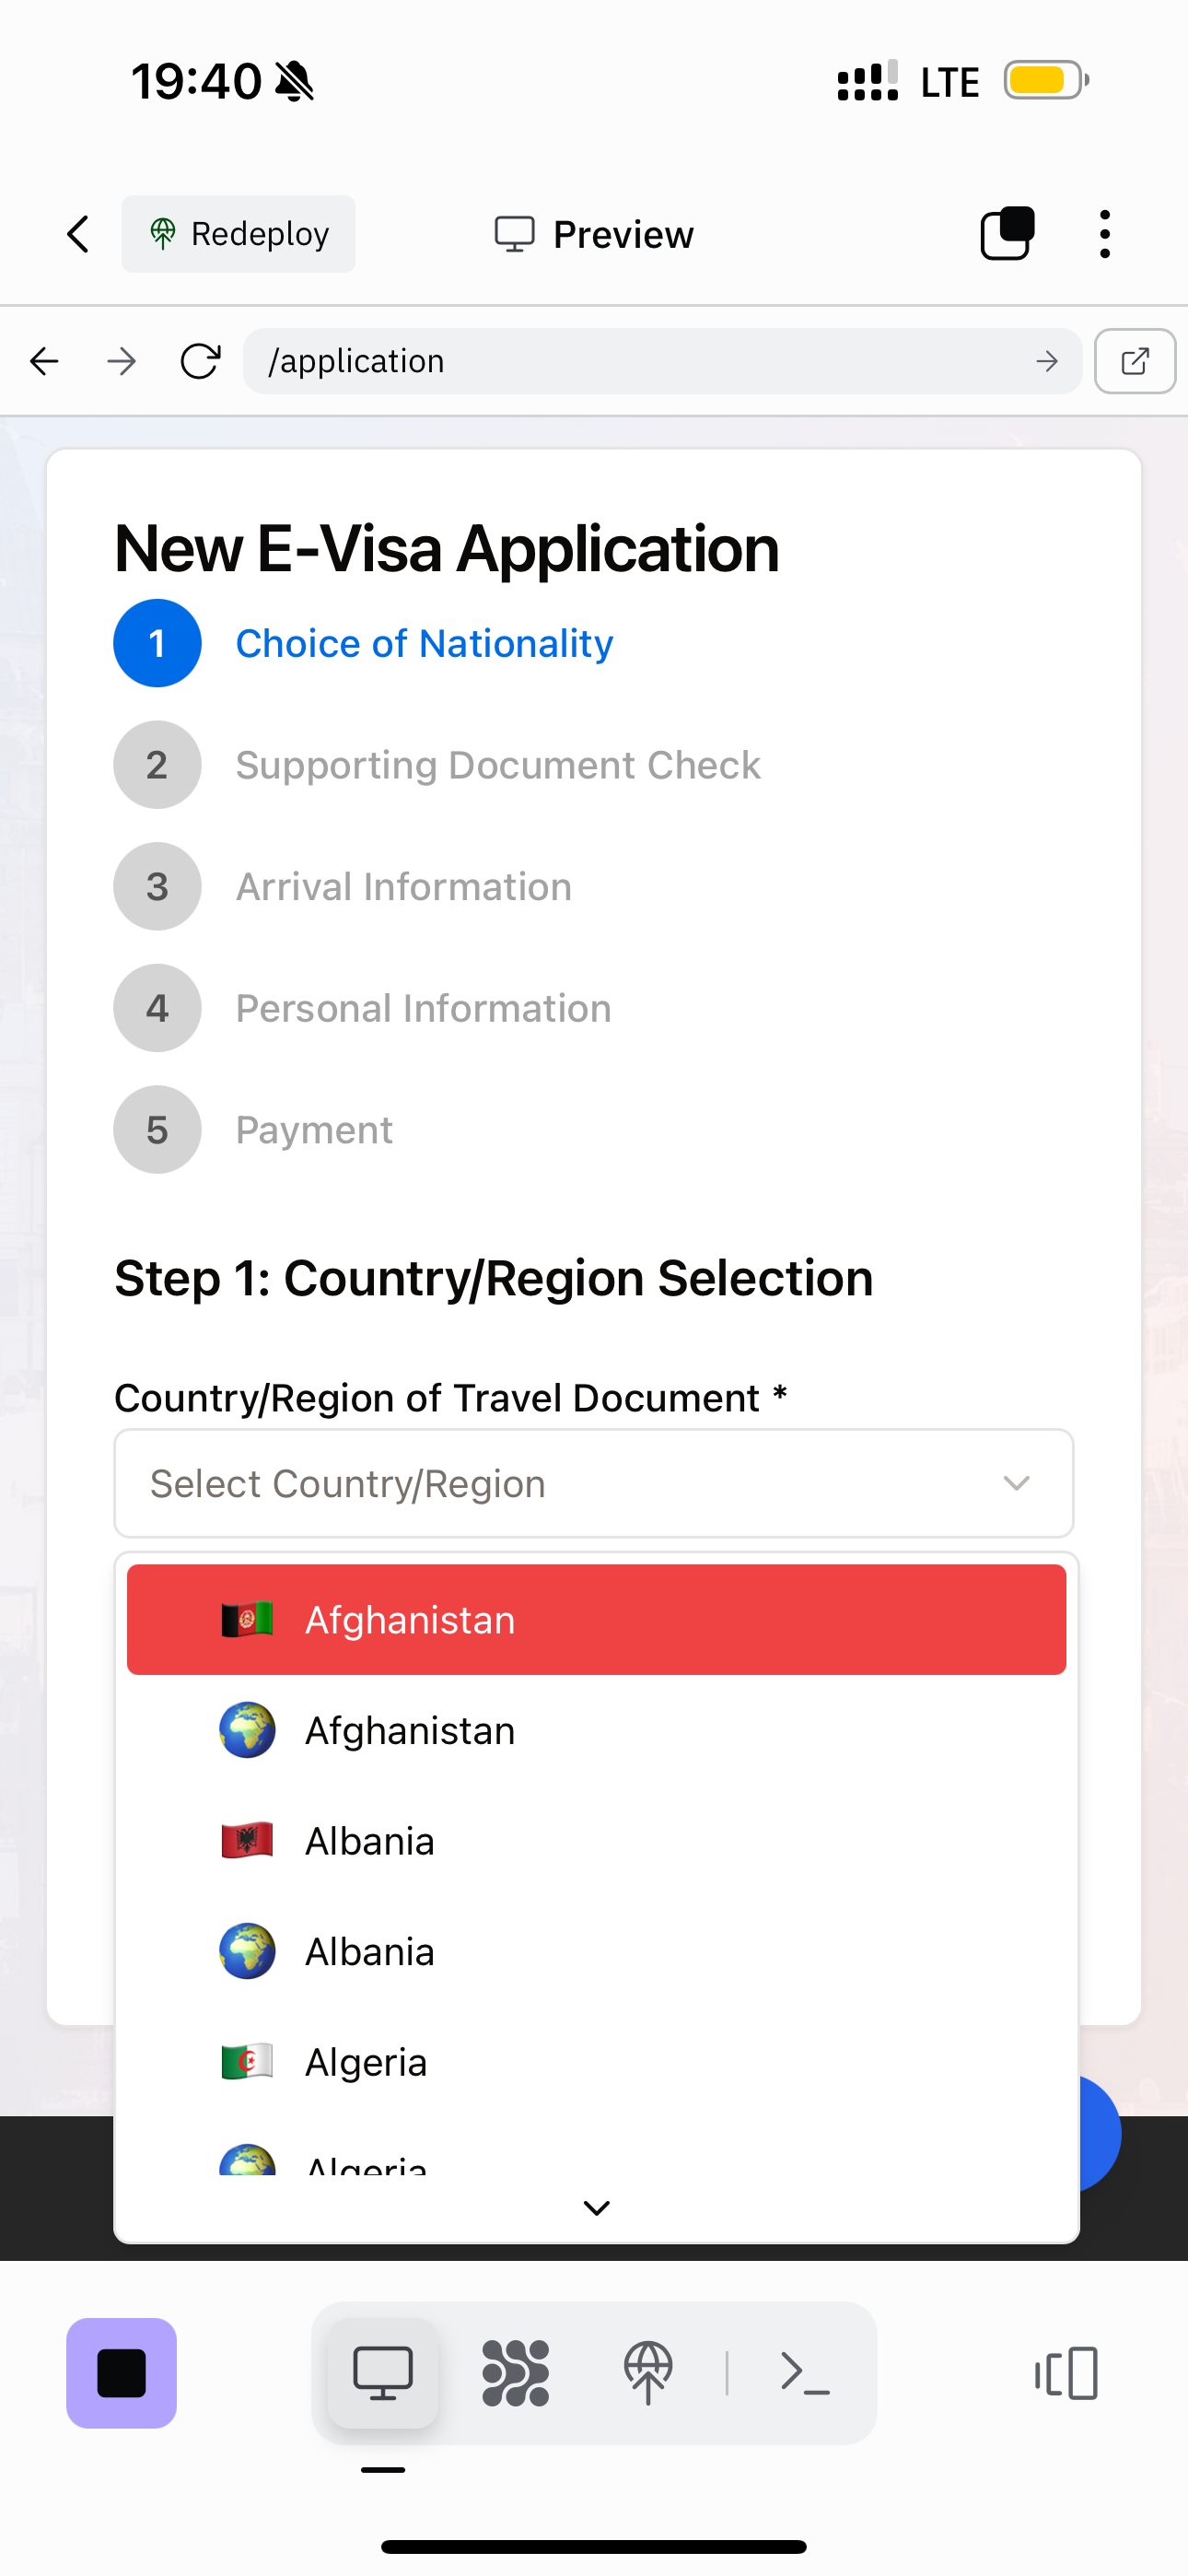 19:40
LTE
Redeploy
Preview
/application
New E-Visa Application
1 Choice of Nationality
2 Supporting Document Check
3 Arrival Information
4 Personal Information
5 Payment
Step 1: Country/Region Selection
Country/Region of Travel Document *
Select Country/Region
Afghanistan
Afghanistan
Albania
Albania
Algeria
Algeria